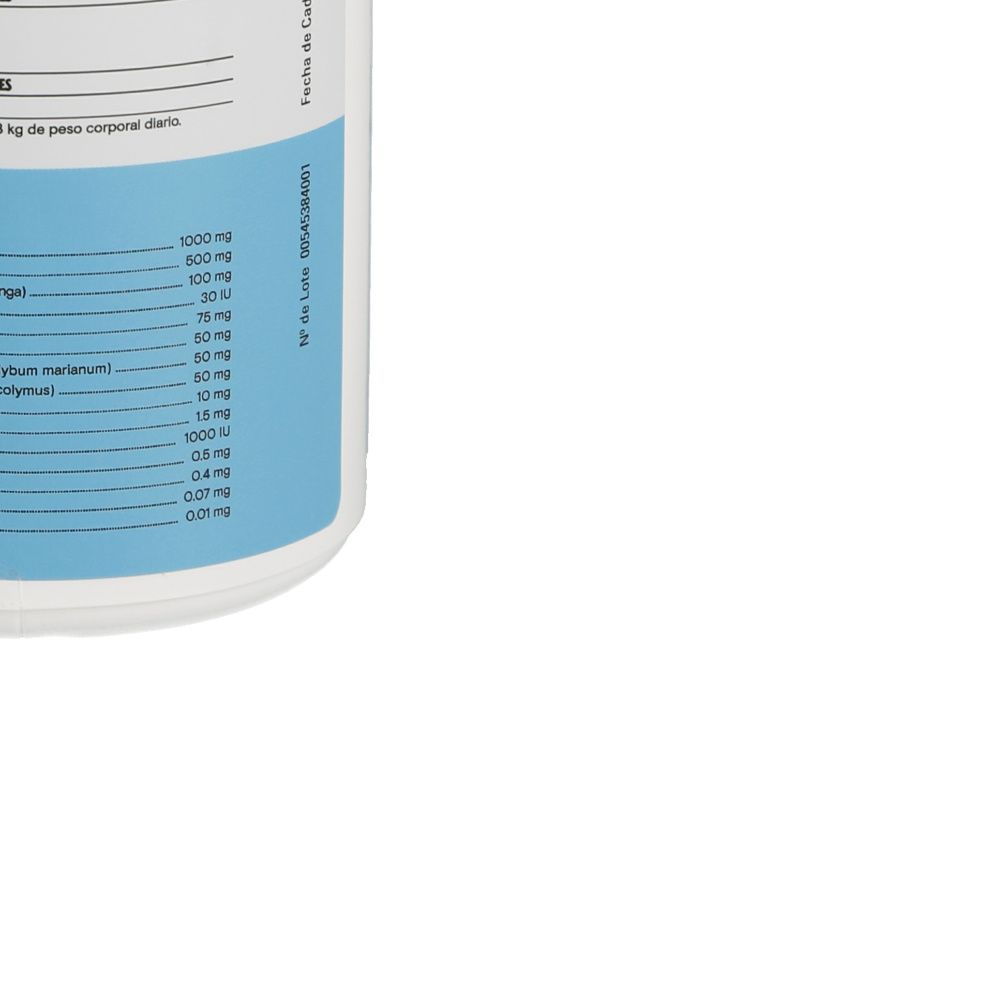 ES
kg de peso corporal diario.
1000 mg
500 mg
nga) 100 mg
30 IU
75 mg
50 mg
ybum marianum) 50 mg
colymus) 50 mg
10 mg
1.5 mg
1000 IU
0.5 mg
0.4 mg
0.07 mg
0.01 mg
Fecha de Cad
Nº de Lote 00545384001